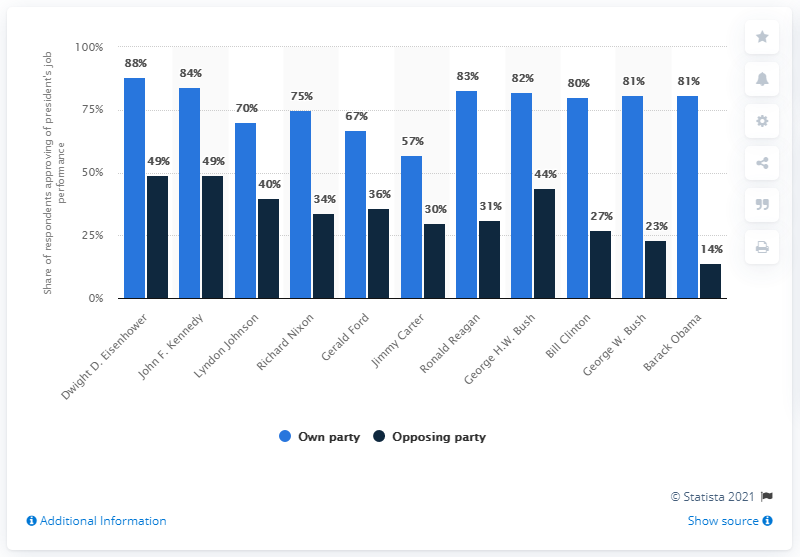 Share of respondents approving of president's job
performance
100%
75%
50%
25%
0%
88%
49%
84%
49%
70%
40%
75%
34%
67%
36%
57%
30%
83%
31%
82%
44%
80%
27%
81%
23%
81%
14%
Dwight D. Eisenhower
John F. Kennedy
Lyndon Johnson
Richard Nixon
Gerald Ford
Jimmy Carter
Ronald Reagan
George H.W. Bush
Bill Clinton
George W. Bush
Barack Obama
Own party
Opposing party
© Statista 2021
Additional Information
Show source